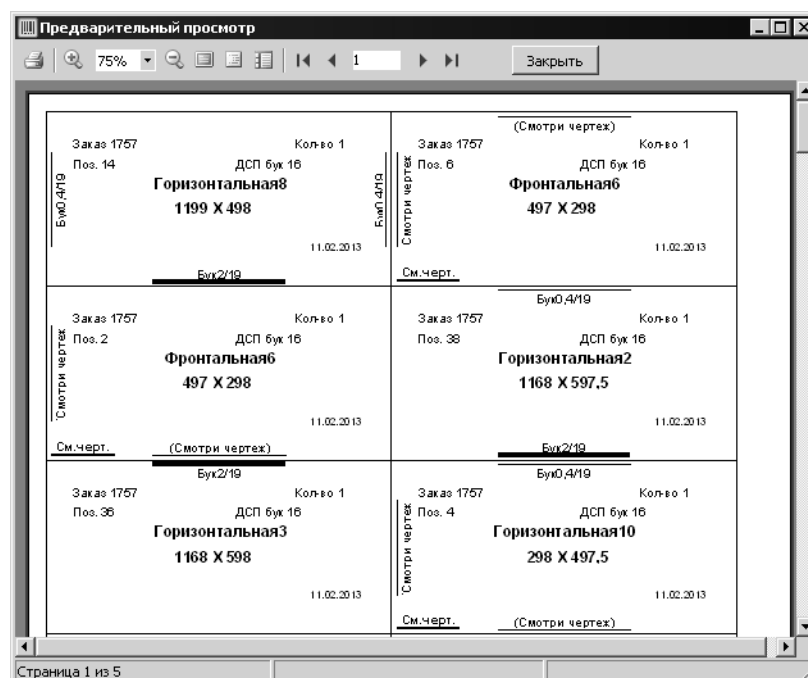 Предварительный просмотр
75%
1
Закрыть
Заказ 1757
Кол-во 1
Поз. 14
ДСП бук 16
Бук0,4/19
Горизонтальная8
1199 X 498
Бук0,4/19
11.02.2013
Бук2/19
(Смотри чертеж)
Заказ 1757
Кол-во 1
Поз. 6
ДСП бук 16
Смотри чертеж
Фронтальная6
497 X 298
11.02.2013
См.черт.
Заказ 1757
Кол-во 1
Поз. 2
ДСП бук 16
Смотри чертеж
Фронтальная6
497 X 298
11.02.2013
См.черт.
(Смотри чертеж)
Бук0,4/19
Заказ 1757
Кол-во 1
Поз. 38
ДСП бук 16
Горизонтальная2
1168 X 597,5
11.02.2013
Бук2/19
Бук2/19
Заказ 1757
Кол-во 1
Поз. 36
ДСП бук 16
Горизонтальная3
1168 X 598
11.02.2013
Бук0,4/19
Заказ 1757
Кол-во 1
Поз. 4
ДСП бук 16
Смотри чертеж
Горизонтальная10
298 X 497,5
11.02.2013
См.черт.
(Смотри чертеж)
Страница 1 из 5